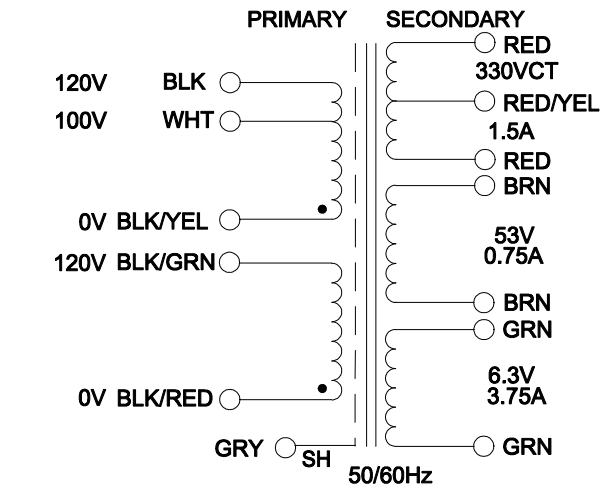 PRIMARY SECONDARY
RED
330VCT
120V BLK
RED/YEL
100V WHT
1.5A
RED
BRN
0V BLK/YEL
53V
0.75A
120V BLK/GRN
BRN
GRN
6.3V
3.75A
0V BLK/RED
GRY
GRN
SH
50/60Hz